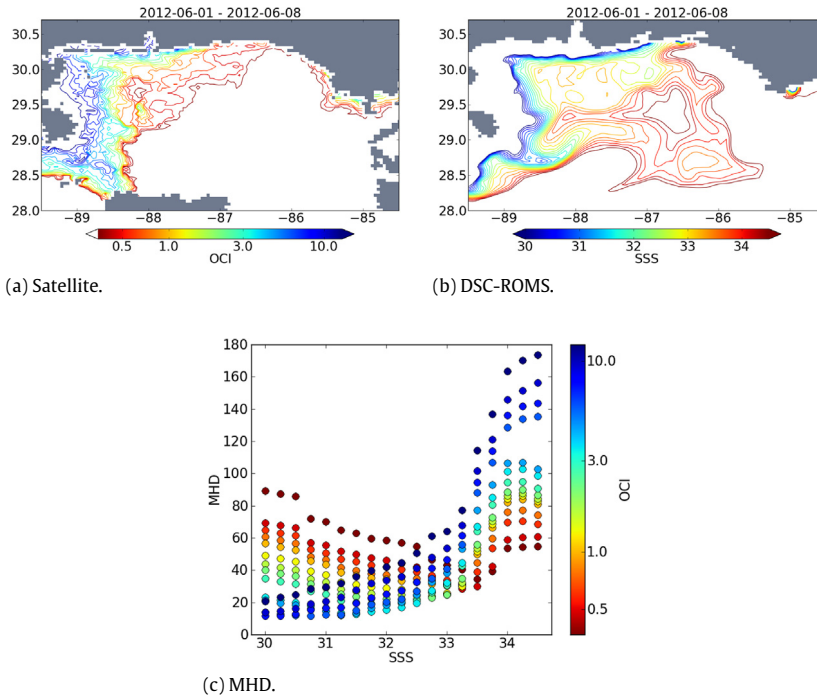 2012-06-01 - 2012-06-08
30.5
30.0
29.5
29.0
28.5
28.0
−89 −88 −87 −86 −85
0.5 1.0 3.0 10.0
OCI
(a) Satellite.
2012-06-01 - 2012-06-08
30.5
30.0
29.5
29.0
28.5
28.0
−89 −88 −87 −86 −85
30 31 32 33 34
SSS
(b) DSC-ROMS.
180
160
140
120
100
80
60
40
20
0
MHD
30 31 32 33 34
SSS
10.0
3.0
1.0
0.5
OCI
(c) MHD.